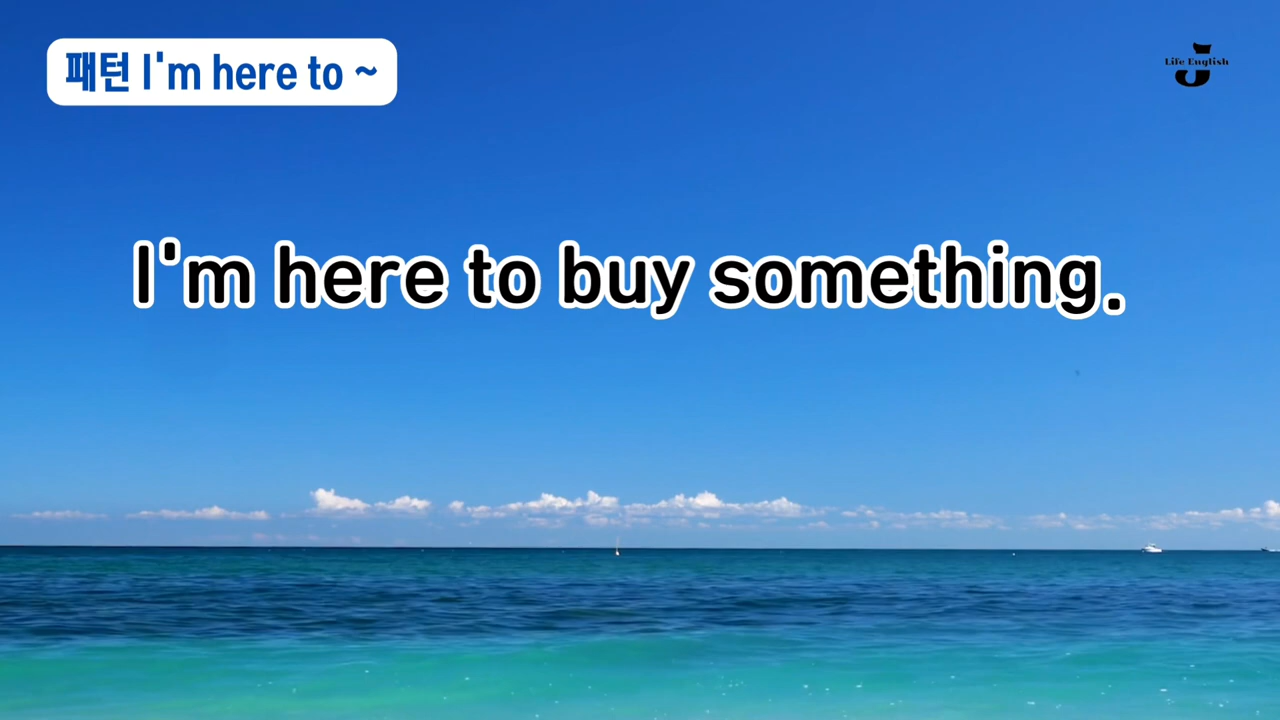 패턴 I'm here to ~
Life English
J
I'm here to buy something.